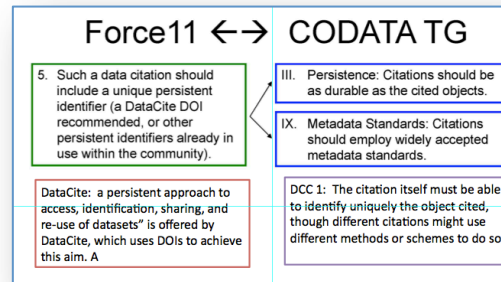 Force11 ←→ CODATA TG
5. Such a data citation should
include a unique persistent
identifier (a DataCite DOI
recommended, or other
persistent identifiers already in
use within the community).
III. Persistence: Citations should be
as durable as the cited objects.
IX. Metadata Standards: Citations
should employ widely accepted
metadata standards.
DataCite: a persistent approach to
access, identification, sharing, and
re-use of datasets” is offered by
DataCite, which uses DOIs to achieve
this aim. A
DCC 1: The citation itself must be able
to identify uniquely the object cited,
though different citations might use
different methods or schemes to do so